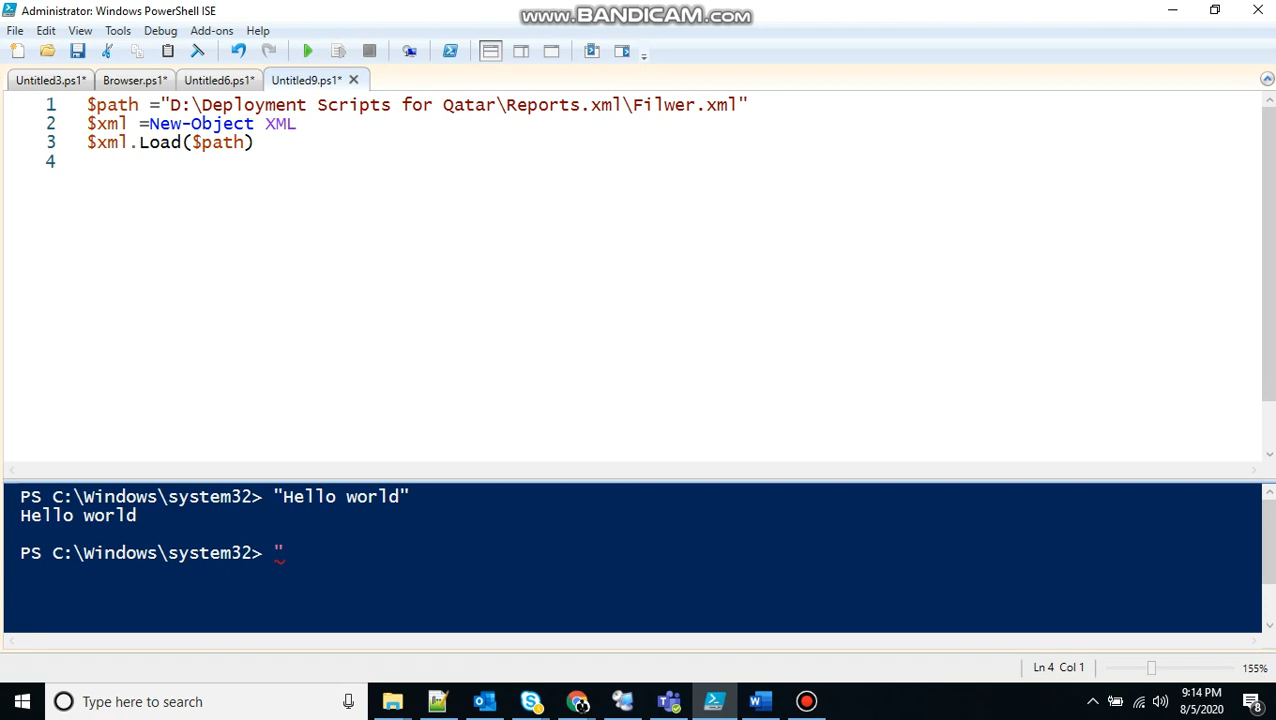 Administrator: Windows PowerShell ISE
www.BANDICAM.com
File Edit View Tools Debug Add-ons Help
Untitled3.ps1* Browser.ps1* Untitled6.ps1* Untitled9.ps1*
1 $path ="D:\Deployment Scripts for Qatar\Reports.xml\Filwer.xml"
2 $xml =New-Object XML
3 $xml.Load($path)
4
PS C:\Windows\system32> "Hello world"
Hello world
PS C:\Windows\system32> "
Ln 4 Col 1 155%
Type here to search
9:14 PM
8/5/2020
8